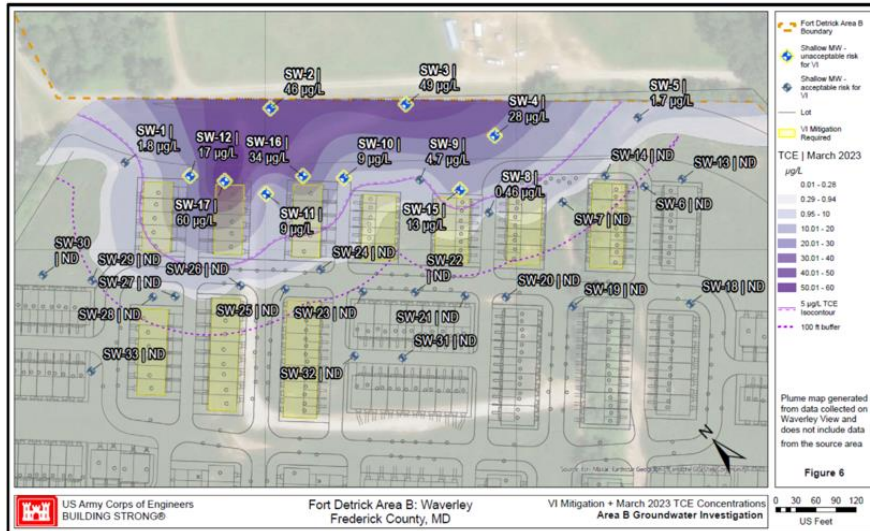 SW-2 |
46 µg/L
SW-3 |
49 µg/L
SW-5 |
1.7 µg/L
SW-4 |
28 µg/L
SW-1 |
1.8 µg/L
SW-12 |
17 µg/L
SW-16 |
34 µg/L
SW-10 |
9 µg/L
SW-9 |
4.7 µg/L
SW-14 | ND
SW-13 | ND
SW-8 |
0.46 µg/L
SW-17 |
60 µg/L
SW-11 |
9 µg/L
SW-15 |
13 µg/L
SW-7 | ND
SW-6 | ND
SW-30
| ND
SW-29 | ND
SW-26 | ND
SW-24 | ND
SW-22
| ND
SW-27 | ND
SW-20 | ND
SW-19 | ND
SW-18 | ND
SW-28 | ND
SW-25 | ND
SW-23 | ND
SW-21 | ND
SW-31 | ND
SW-33 | ND
SW-32 | ND
N
Fort Detrick Area B
Boundary
Shallow MW -
unacceptable risk
for VI
Shallow MW -
acceptable risk for
VI
Lot
VI Mitigation
Required
TCE | March 2023
µg/L
0.01 - 0.28
0.29 - 0.94
0.95 - 10
10.01 - 20
20.01 - 30
30.01 - 40
40.01 - 50
50.01 - 60
5 µg/L TCE
Isocontour
100 ft buffer
Plume map generated
from data collected on
Waverley View and
does not include data
from the source area
Figure 6
US Army Corps of Engineers
BUILDING STRONG®
Fort Detrick Area B: Waverley
Frederick County, MD
VI Mitigation + March 2023 TCE Concentrations
Area B Groundwater Investigation
0 30 60 90 120
US Feet